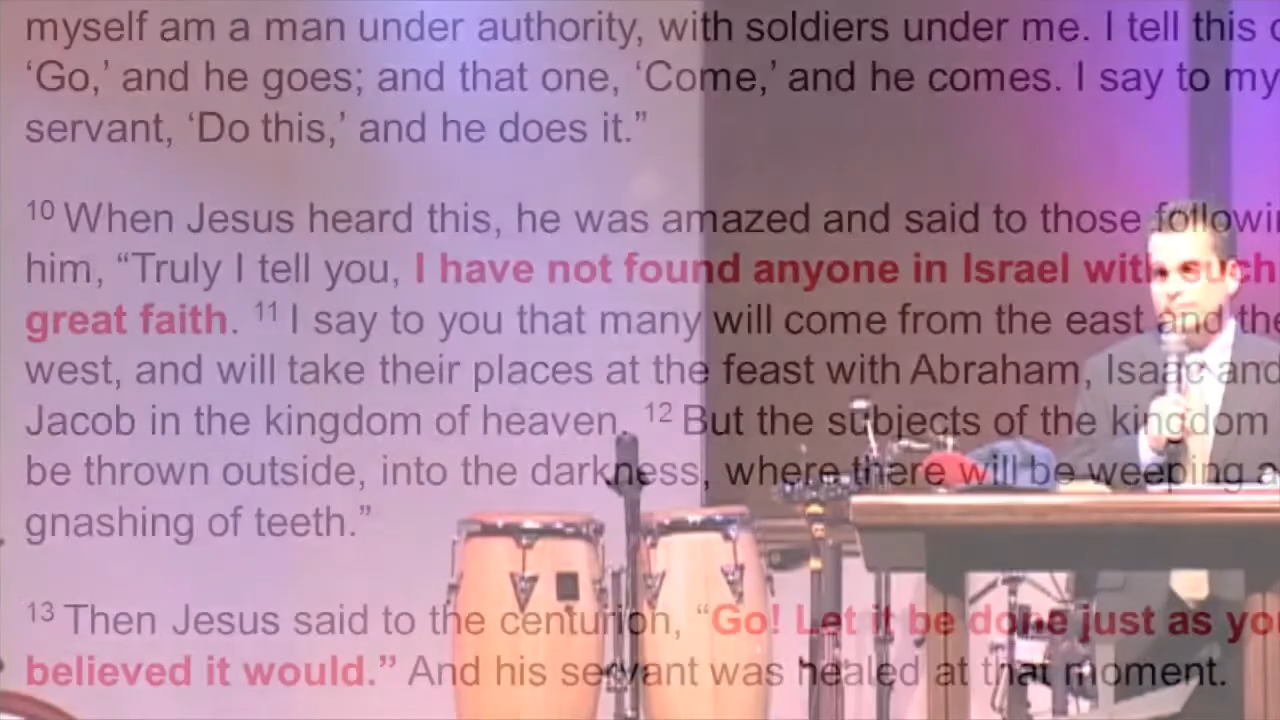 myself am a man under authority, with soldiers under me. I tell this
‘Go,’ and he goes; and that one, ‘Come,’ and he comes. I say to my
servant, ‘Do this,’ and he does it.”
10 When Jesus heard this, he was amazed and said to those followi
him, “Truly I tell you, I have not found anyone in Israel with such
great faith. 11 I say to you that many will come from the east and the
west, and will take their places at the feast with Abraham, Isaac and
Jacob in the kingdom of heaven. 12 But the subjects of the kingdom
be thrown outside, into the darkness, where there will be weeping a
gnashing of teeth.”
13 Then Jesus said to the centurion, “Go! Let it be done just as yo
believed it would.” And his servant was healed at that moment.